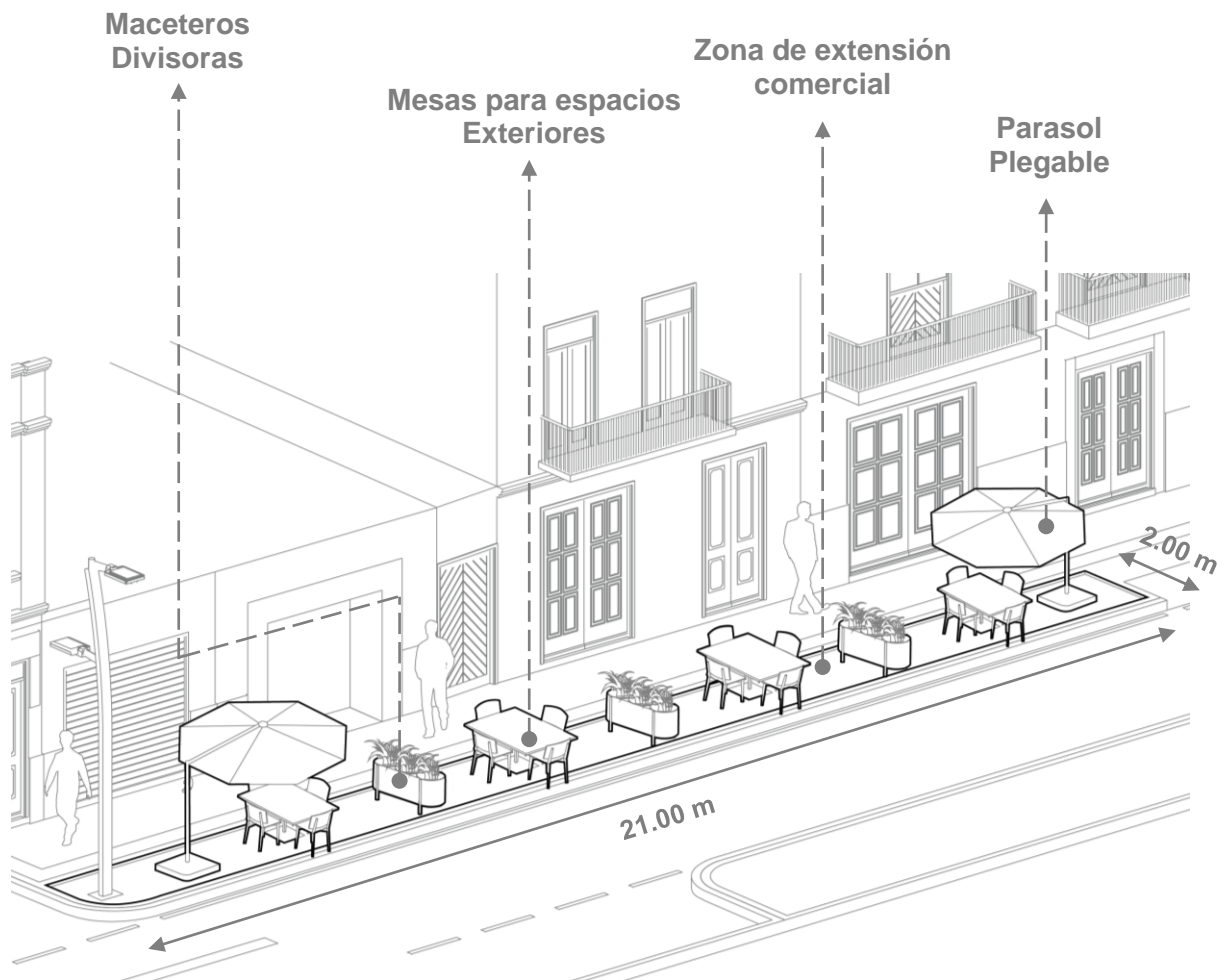 Maceteros
Divisoras
Mesas para espacios
Exteriores
Zona de extensión
comercial
Parasol
Plegable
2.00 m
21.00 m